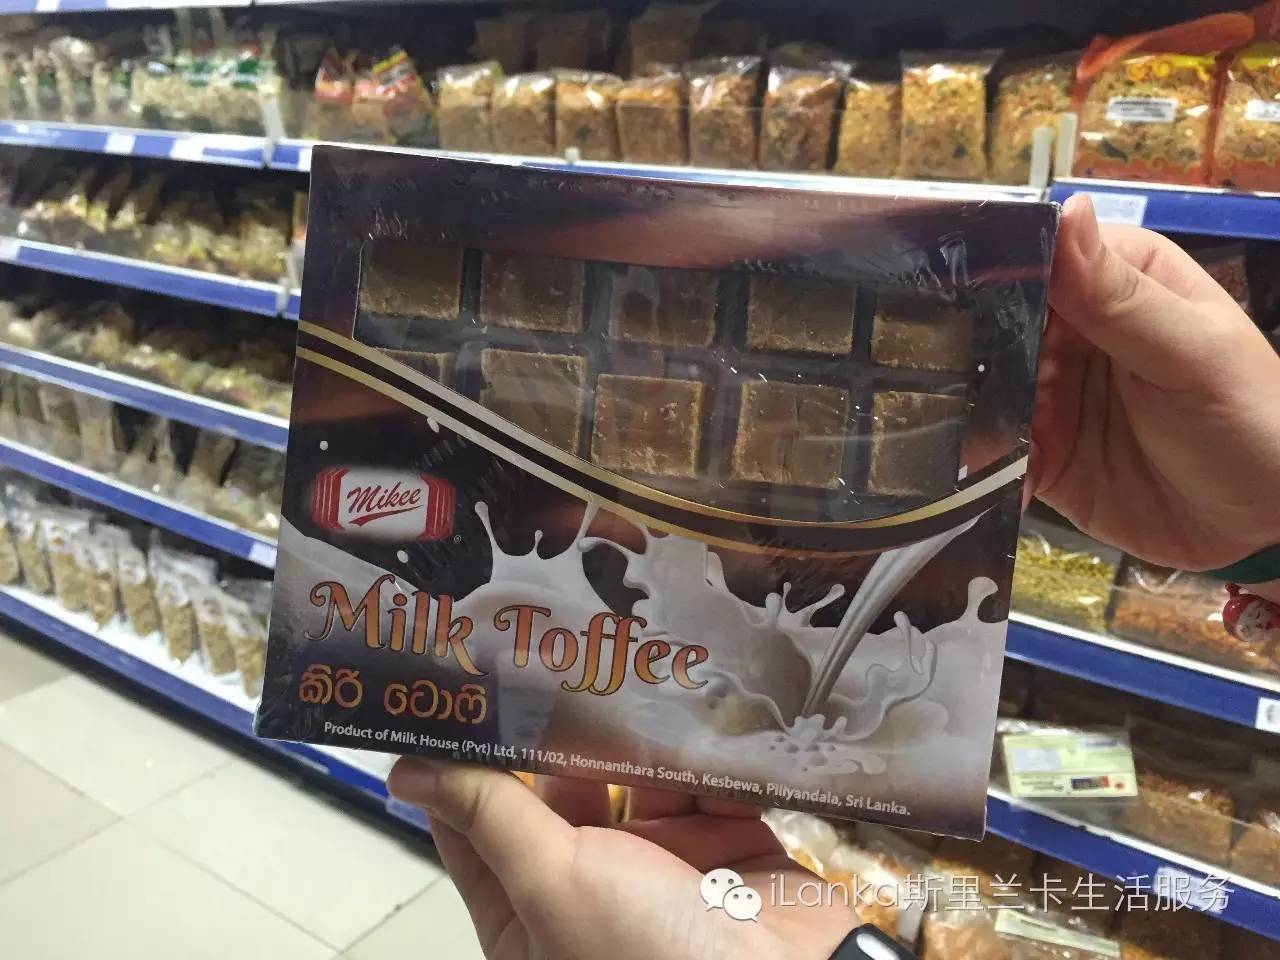 Mikee
Milk Toffee
කිරි ටොෆි
Product of Milk House (Pvt) Ltd, 111/02, Honnanthara South, Kesbewa, Piliyandala, Sri Lanka.
iLanka斯里兰卡生活服务